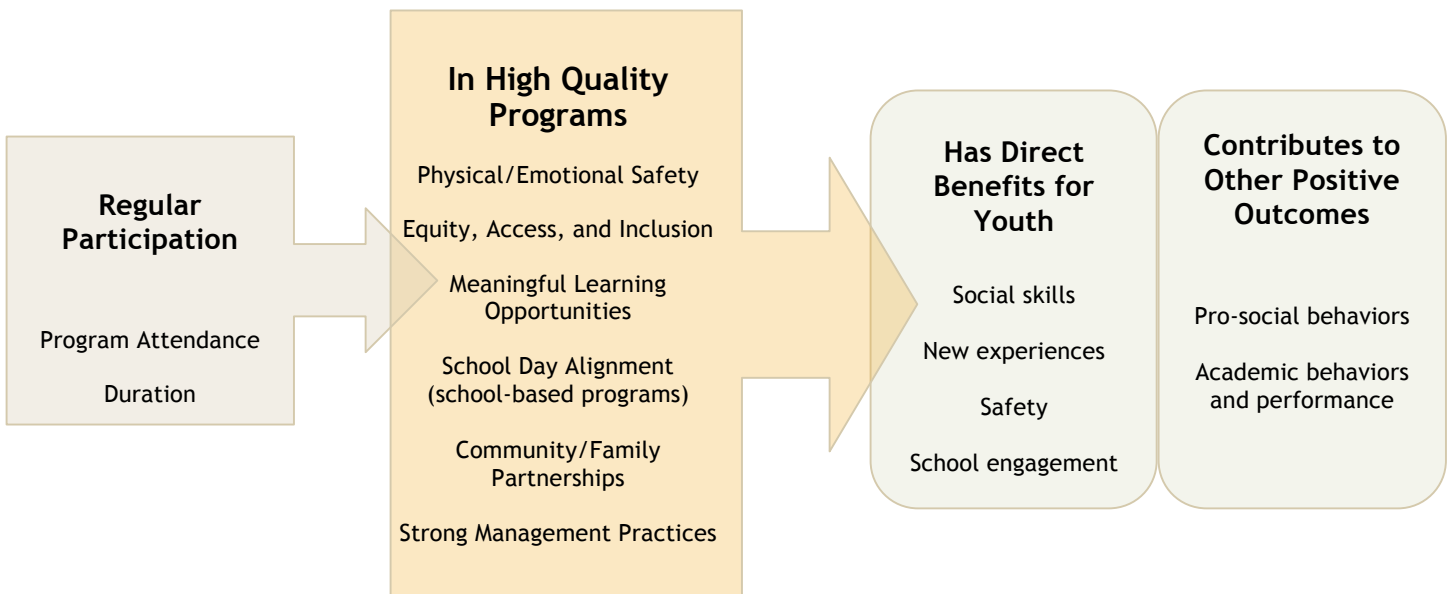 Regular
Participation
Program Attendance
Duration
In High Quality
Programs
Physical/Emotional Safety
Equity, Access, and Inclusion
Meaningful Learning
Opportunities
School Day Alignment
(school-based programs)
Community/Family
Partnerships
Strong Management Practices
Has Direct
Benefits for
Youth
Social skills
New experiences
Safety
School engagement
Contributes to
Other Positive
Outcomes
Pro-social behaviors
Academic behaviors
and performance